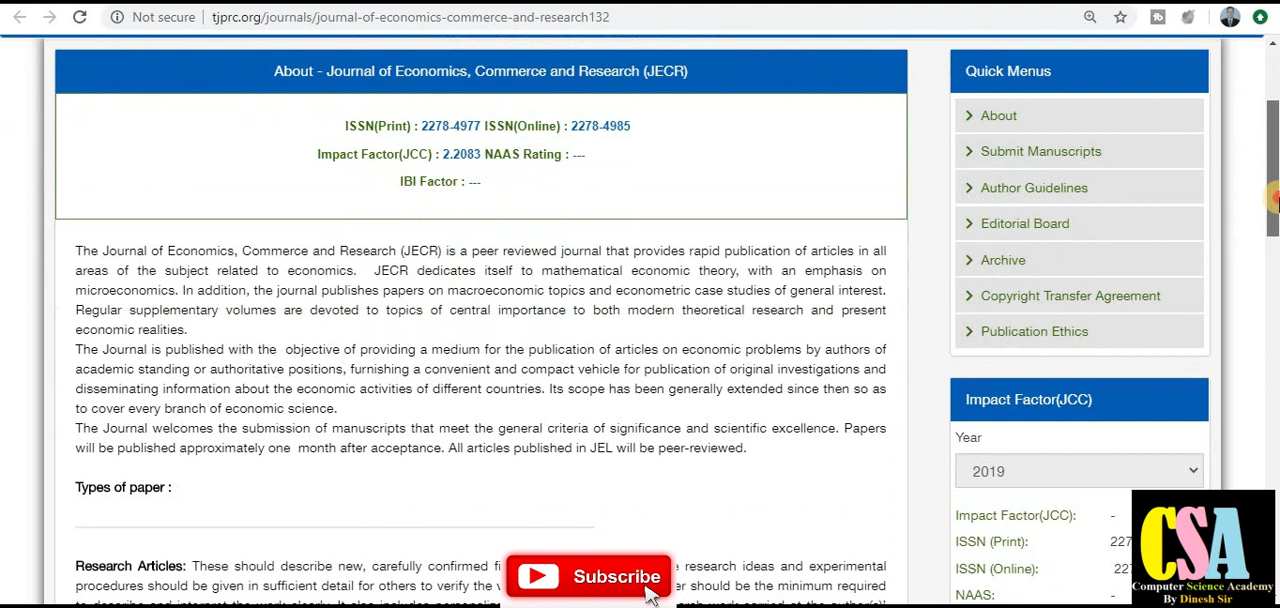 Not secure | tjprc.org/journals/journal-of-economics-commerce-and-research132
About - Journal of Economics, Commerce and Research (JECR)
ISSN(Print) : 2278-4977 ISSN(Online) : 2278-4985
Impact Factor(JCC) : 2.2083 NAAS Rating : ---
IBI Factor : ---
The Journal of Economics, Commerce and Research (JECR) is a peer reviewed journal that provides rapid publication of articles in all
areas of the subject related to economics. JECR dedicates itself to mathematical economic theory, with an emphasis on
microeconomics. In addition, the journal publishes papers on macroeconomic topics and econometric case studies of general interest.
Regular supplementary volumes are devoted to topics of central importance to both modern theoretical research and present
economic realities.
The Journal is published with the objective of providing a medium for the publication of articles on economic problems by authors of
academic standing or authoritative positions, furnishing a convenient and compact vehicle for publication of original investigations and
disseminating information about the economic activities of different countries. Its scope has been generally extended since then so as
to cover every branch of economic science.
The Journal welcomes the submission of manuscripts that meet the general criteria of significance and scientific excellence. Papers
will be published approximately one month after acceptance. All articles published in JEL will be peer-reviewed.
Types of paper :
Research Articles: These should describe new, carefully confirmed research ideas and experimental
procedures should be given in sufficient detail for others to verify the should be the minimum required
Quick Menus
About
Submit Manuscripts
Author Guidelines
Editorial Board
Archive
Copyright Transfer Agreement
Publication Ethics
Impact Factor(JCC)
Year
2019
Impact Factor(JCC): -
ISSN (Print): 227
ISSN (Online): 227
NAAS: -
Subscribe
CSA
Computer Science Academy
By Dinesh Sir